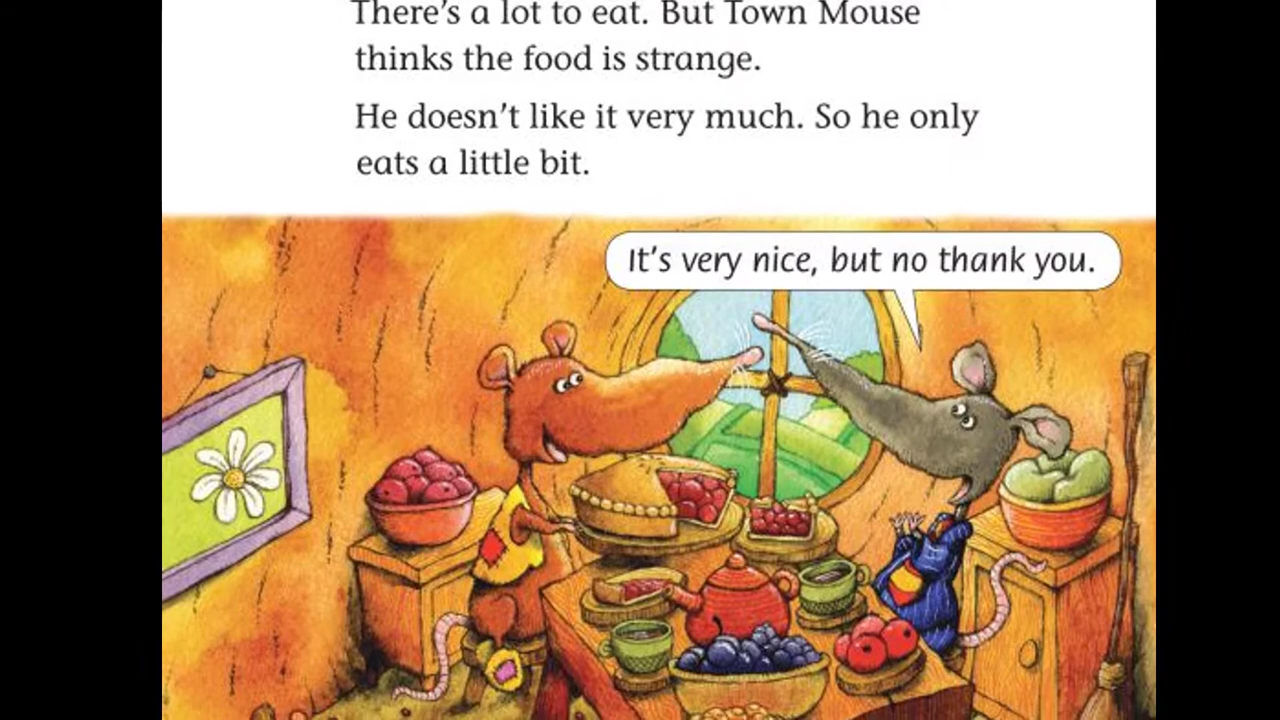 There's a lot to eat. But Town Mouse
thinks the food is strange.
He doesn't like it very much. So he only
eats a little bit.
It's very nice, but no thank you.